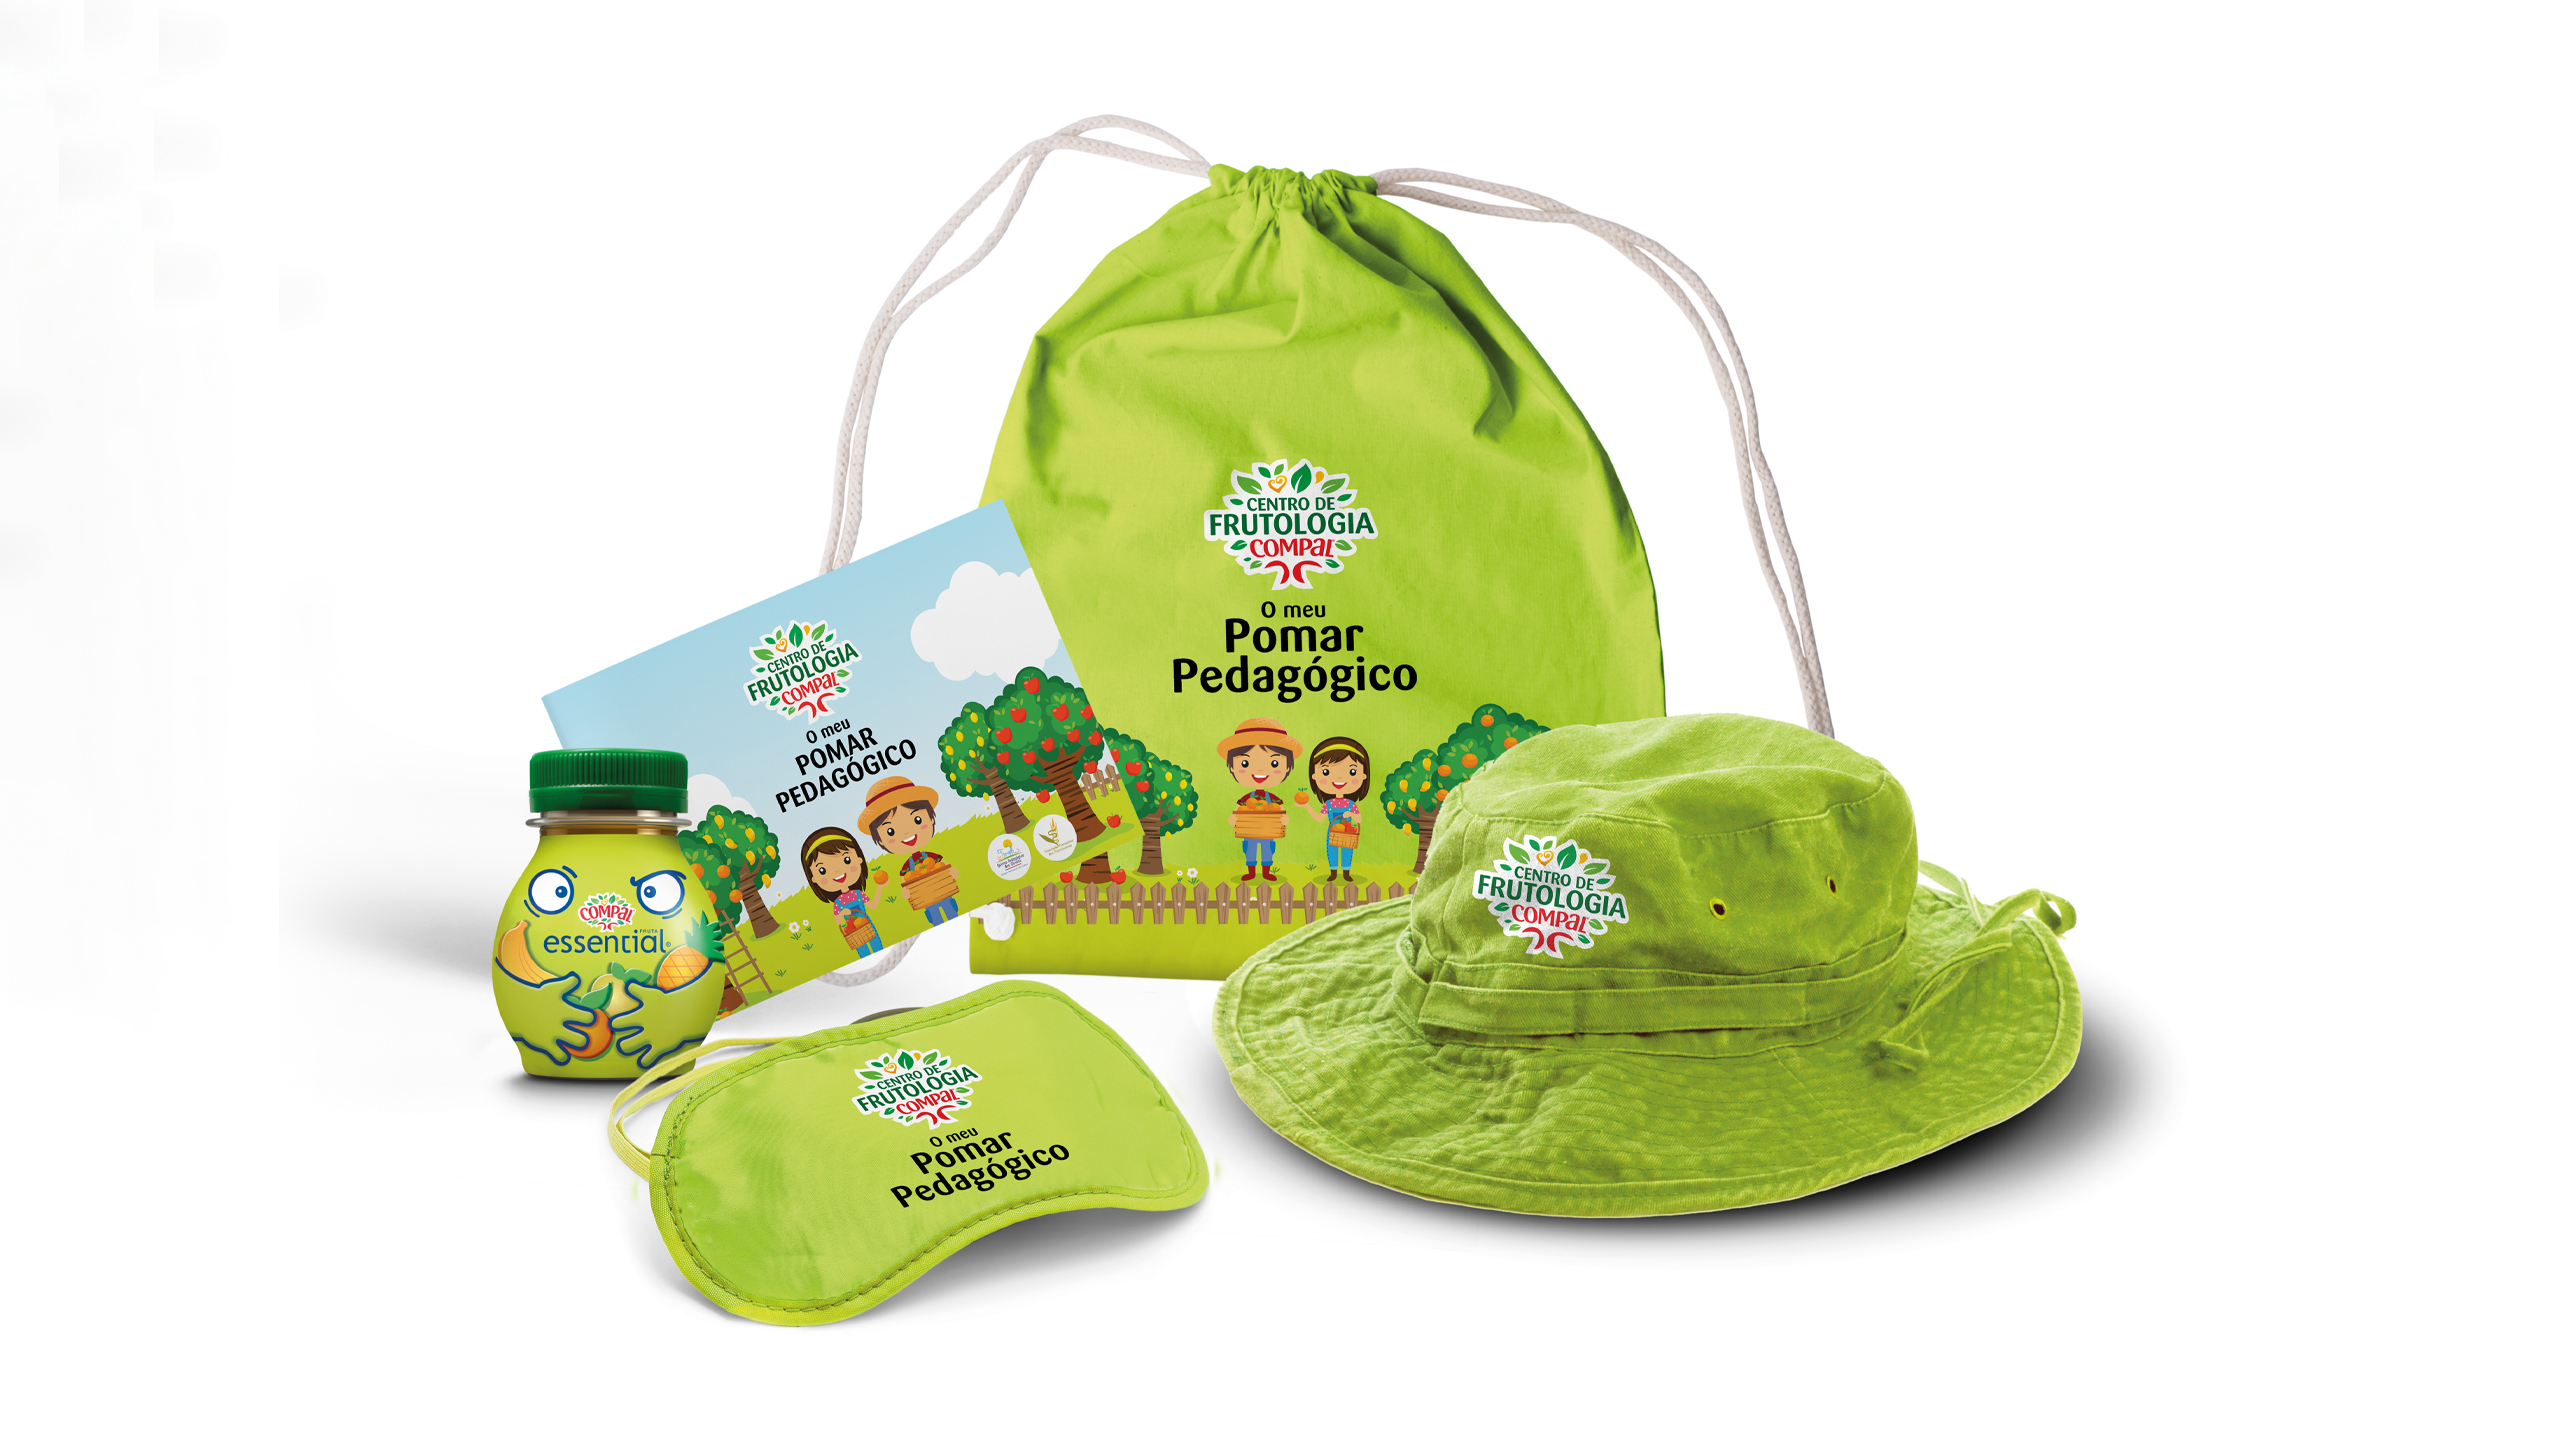 CENTRO DE
FRUTOLOGIA
COMPAL
O meu
Pomar
Pedagógico
CENTRO DE
FRUTOLOGIA
COMPAL
O meu
POMAR
PEDAGÓGICO
COMPAL
FRUTA
essential®
CENTRO DE
FRUTOLOGIA
COMPAL
CENTRO DE
FRUTOLOGIA
COMPAL
O meu
Pomar
Pedagógico